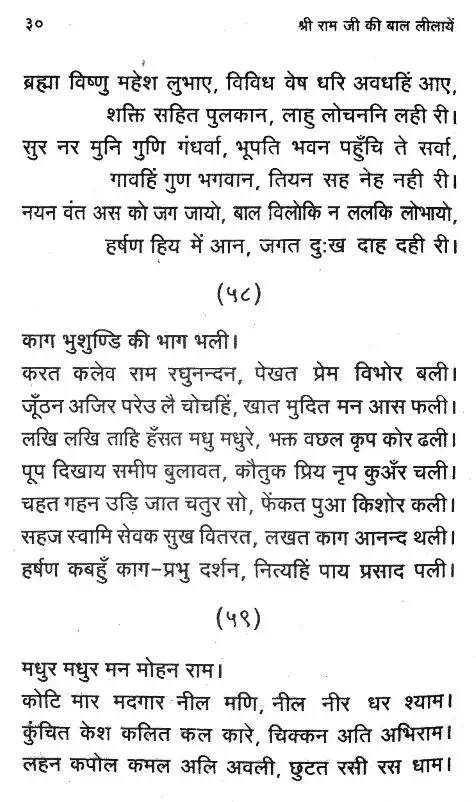 ३० श्री राम जी की बाल लीलायें
ब्रह्मा विष्णु महेश लुभाए, विविध वेष धरि अवधहिं आए,
शक्ति सहित पुलकान, लाहु लोचननि लही री।
सुर नर मुनि गुणि गंधर्वा, भूपति भवन पहुँचि ते सर्वा,
गावहिं गुण भगवान, तियन सह नेह नही री।
नयन वंत अस को जग जायो, बाल विलोकि न ललकि लोभायो,
हर्षण हिय में आन, जगत दुःख दाह दही री।
(५८)
काग भुशुण्डि की भाग भली।
करत कलेव राम रघुनन्दन, पेखत प्रेम विभोर बली।
जूँठन अजिर परेउ लै चोचहिं, खात मुदित मन आस फली।
लखि लखि ताहि हँसत मधु मधुरे, भक्त वछल कृप कोर ढली।
पूप दिखाय समीप बुलावत, कौतुक प्रिय नृप कुअँर चली।
चहत गहन उड़ि जात चतुर सो, फेंकत पुआ किशोर कली।
सहज स्वामि सेवक सुख वितरत, लखत काग आनन्द थली।
हर्षण कबहुँ काग-प्रभु दर्शन, नित्यहिं पाय प्रसाद पली।
(५९)
मधुर मधुर मन मोहन राम।
कोटि मार मदगार नील मणि, नील नीर धर श्याम।
कुंचित केश कलित कल कारे, चिक्कन अति अभिराम।
लहन कपोल कमल अलि अवली, छुटत रसी रस धाम।